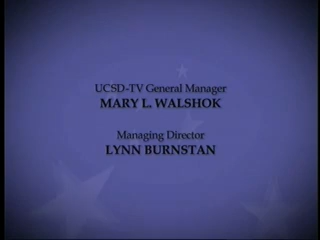 UCSD-TV General Manager
MARY L. WALSHOK
Managing Director
LYNN BURNSTAN